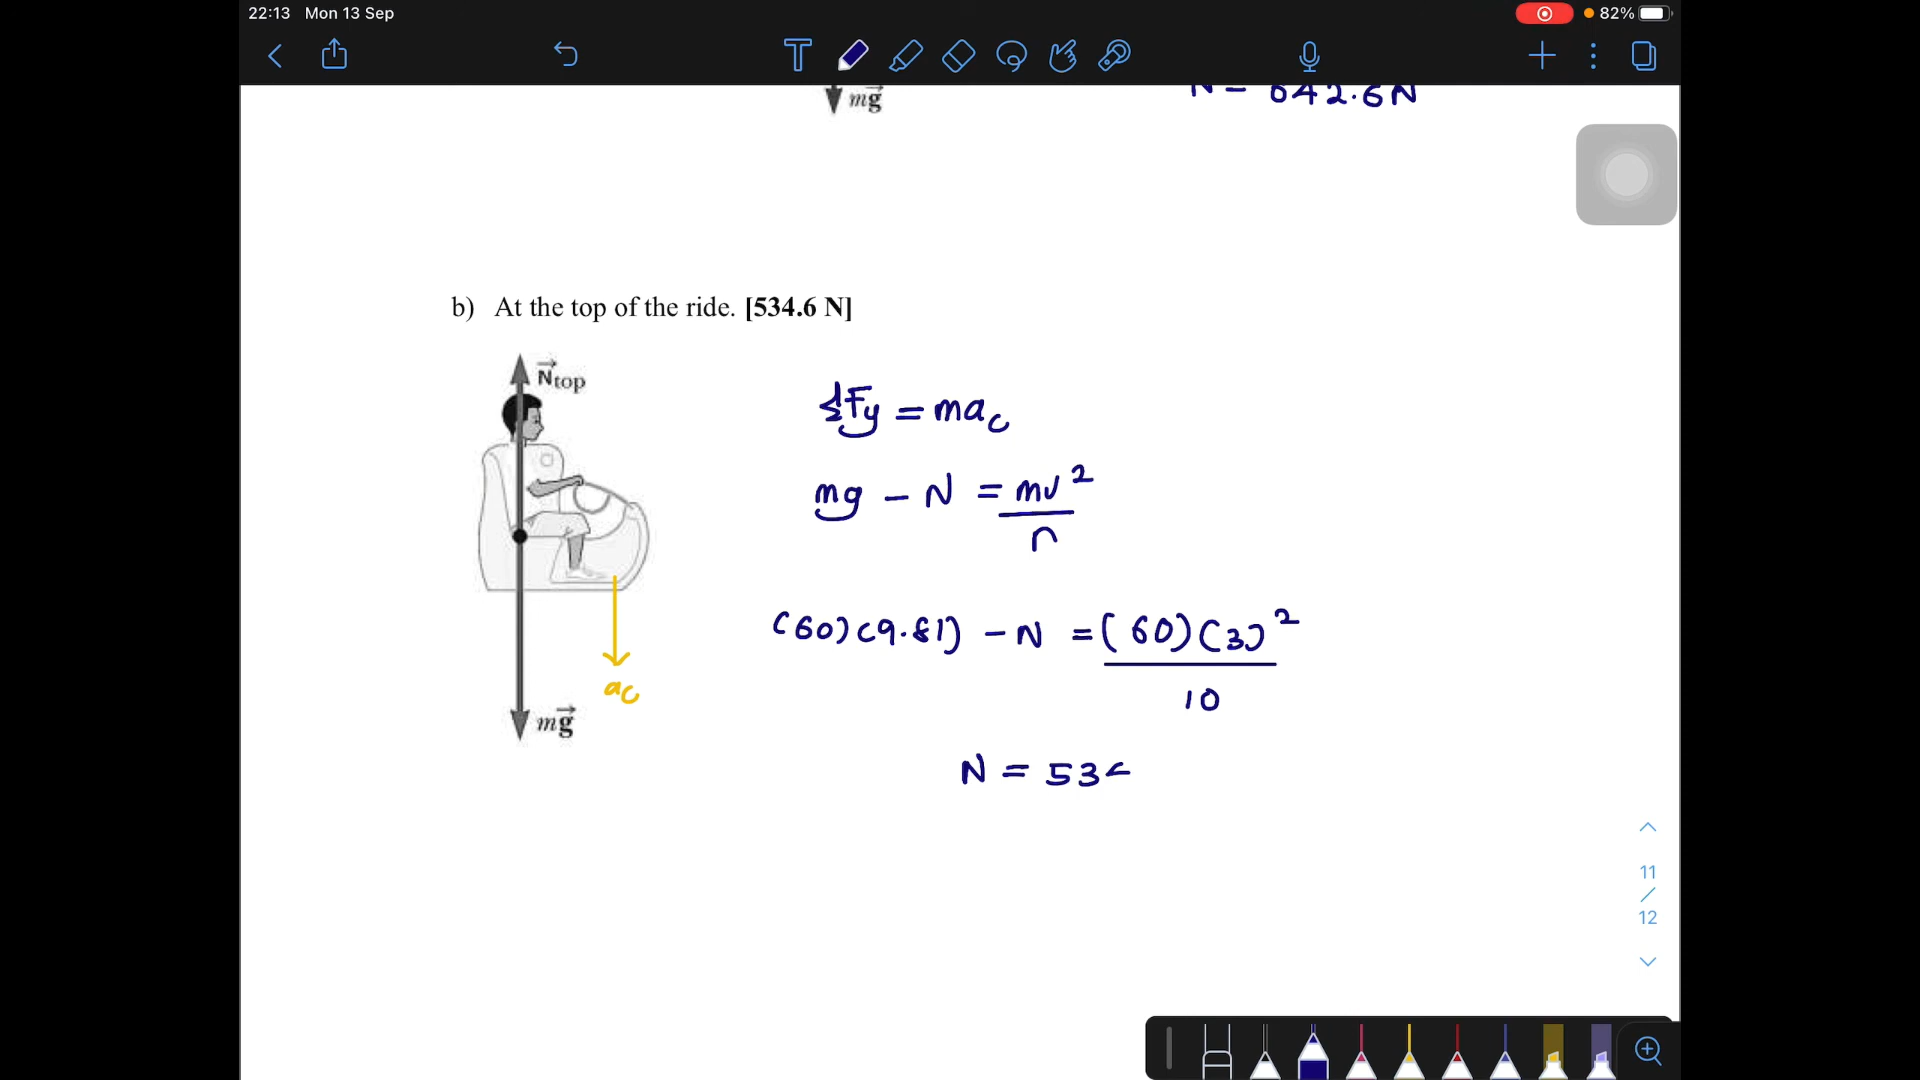 22:13 Mon 13 Sep
82%
T
mg
N = 642.6N
b) At the top of the ride. [534.6 N]
Ntop
ΣFy = mac
mg - N = mv²
r
(60)(9.81) - N = (60)(3)²
10
ac
mg
N = 534
11
/
12